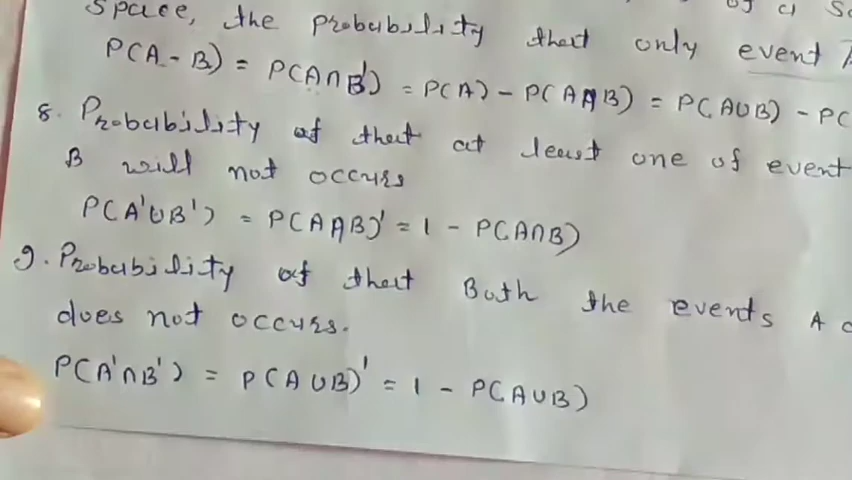 space, the probability that only event
P(A - B) = P(A∩B') = P(A) - P(A∩B) = P(A∪B) - P(
8. Probability of that at least one of event
B will not occurs
P(A'∪B') = P(A∩B)' = 1 - P(A∩B)
9. Probability of that Both the events A
does not occurs.
P(A'∩B') = P(A∪B)' = 1 - P(A∪B)